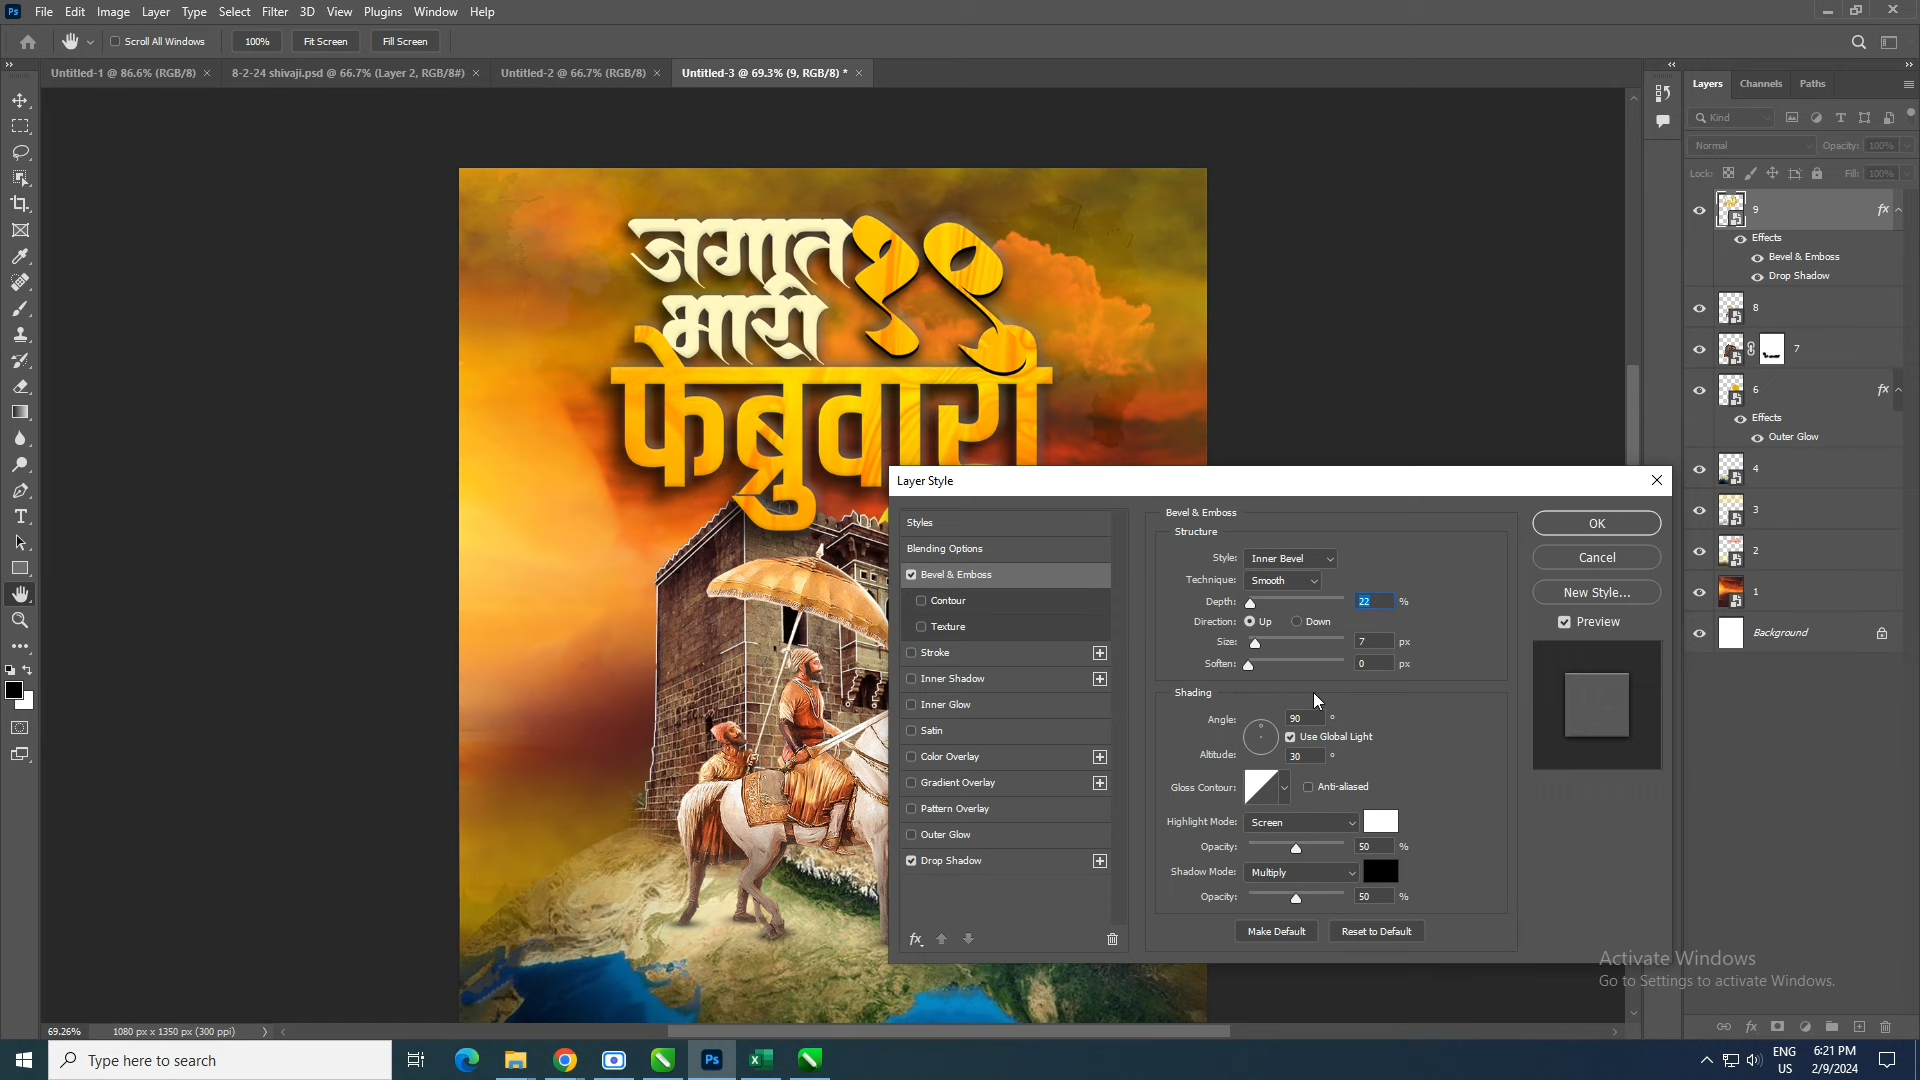 Ps File Edit Image Layer Type Select Filter 3D View Plugins Window Help
Scroll All Windows 100% Fit Screen Fill Screen
Untitled-1 @ 86.6% (RGB/8) × 8-2-24 shivaji.psd @ 66.7% (Layer 2, RGB/8#) × Untitled-2 @ 66.7% (RGB/8) × Untitled-3 @ 69.3% (9, RGB/8) * ×
Layers Channels Paths
Kind
Normal Opacity: 100%
Lock: Fill: 100%
9 fx
Effects
Bevel & Emboss
Drop Shadow
8
7
6 fx
Effects
Outer Glow
4
3
2
1
Background
जगात १९
भारी
फेब्रुवारी
Layer Style
Styles
Blending Options
Bevel & Emboss
Contour
Texture
Stroke
Inner Shadow
Inner Glow
Satin
Color Overlay
Gradient Overlay
Pattern Overlay
Outer Glow
Drop Shadow
fx
Bevel & Emboss
Structure
Style: Inner Bevel
Technique: Smooth
Depth: 22 %
Direction: Up Down
Size: 7 px
Soften: 0 px
Shading
Angle: 90 °
Use Global Light
Altitude: 30 °
Gloss Contour: Anti-aliased
Highlight Mode: Screen
Opacity: 50 %
Shadow Mode: Multiply
Opacity: 50 %
Make Default Reset to Default
OK
Cancel
New Style...
Preview
Activate Windows
Go to Settings to activate Windows.
69.26% 1080 px x 1350 px (300 ppi)
Type here to search
Ps
ENG
US
6:21 PM
2/9/2024